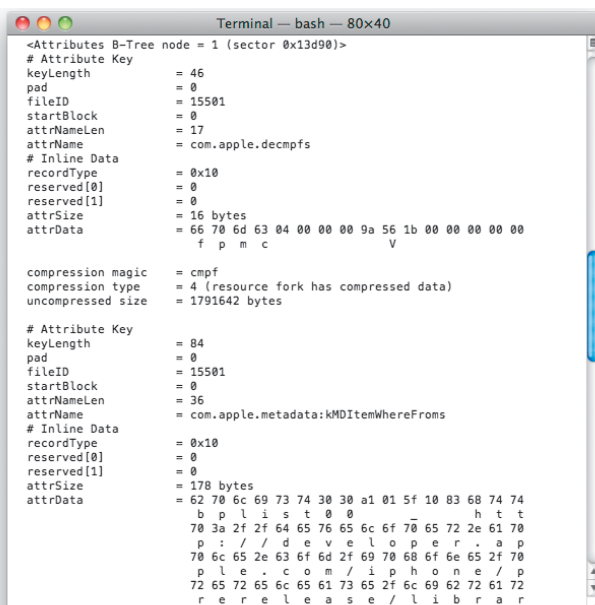 Terminal — bash — 80×40
<Attributes B-Tree node = 1 (sector 0x13d90)>
# Attribute Key
keyLength = 46
pad = 0
fileID = 15501
startBlock = 0
attrNameLen = 17
attrName = com.apple.decmpfs
# Inline Data
recordType = 0x10
reserved[0] = 0
reserved[1] = 0
attrSize = 16 bytes
attrData = 66 70 6d 63 04 00 00 00 9a 56 1b 00 00 00 00 00
f p m c V
compression magic = cmpf
compression type = 4 (resource fork has compressed data)
uncompressed size = 1791642 bytes
# Attribute Key
keyLength = 84
pad = 0
fileID = 15501
startBlock = 0
attrNameLen = 36
attrName = com.apple.metadata:kMDItemWhereFroms
# Inline Data
recordType = 0x10
reserved[0] = 0
reserved[1] = 0
attrSize = 178 bytes
attrData = 62 70 6c 69 73 74 30 30 a1 01 5f 10 83 68 74 74
b p l i s t 0 0 _ h t t
70 3a 2f 2f 64 65 76 65 6c 6f 70 65 72 2e 61 70
p : / / d e v e l o p e r . a p
70 6c 65 2e 63 6f 6d 2f 69 70 68 6f 6e 65 2f 70
p l e . c o m / i p h o n e / p
72 65 72 65 6c 65 61 73 65 2f 6c 69 62 72 61 72
r e r e l e a s e / l i b r a r